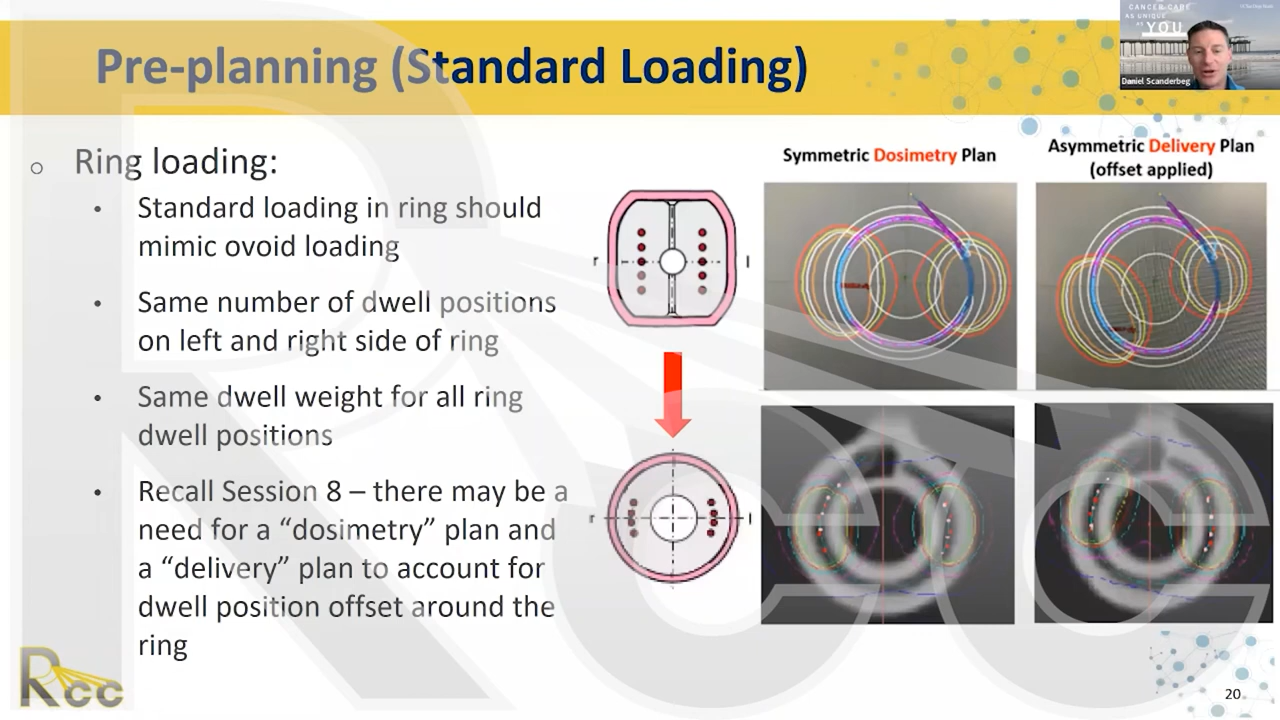 Pre-planning (Standard Loading)
CANCER CARE
AS UNIQUE
as YOU
Daniel Scanderbeg
○ Ring loading:
• Standard loading in ring should
mimic ovoid loading
• Same number of dwell positions
on left and right side of ring
• Same dwell weight for all ring
dwell positions
• Recall Session 8 – there may be a
need for a “dosimetry” plan and
a “delivery” plan to account for
dwell position offset around the
ring
r l
r l
Symmetric Dosimetry Plan
Asymmetric Delivery Plan
(offset applied)
Rcc
20